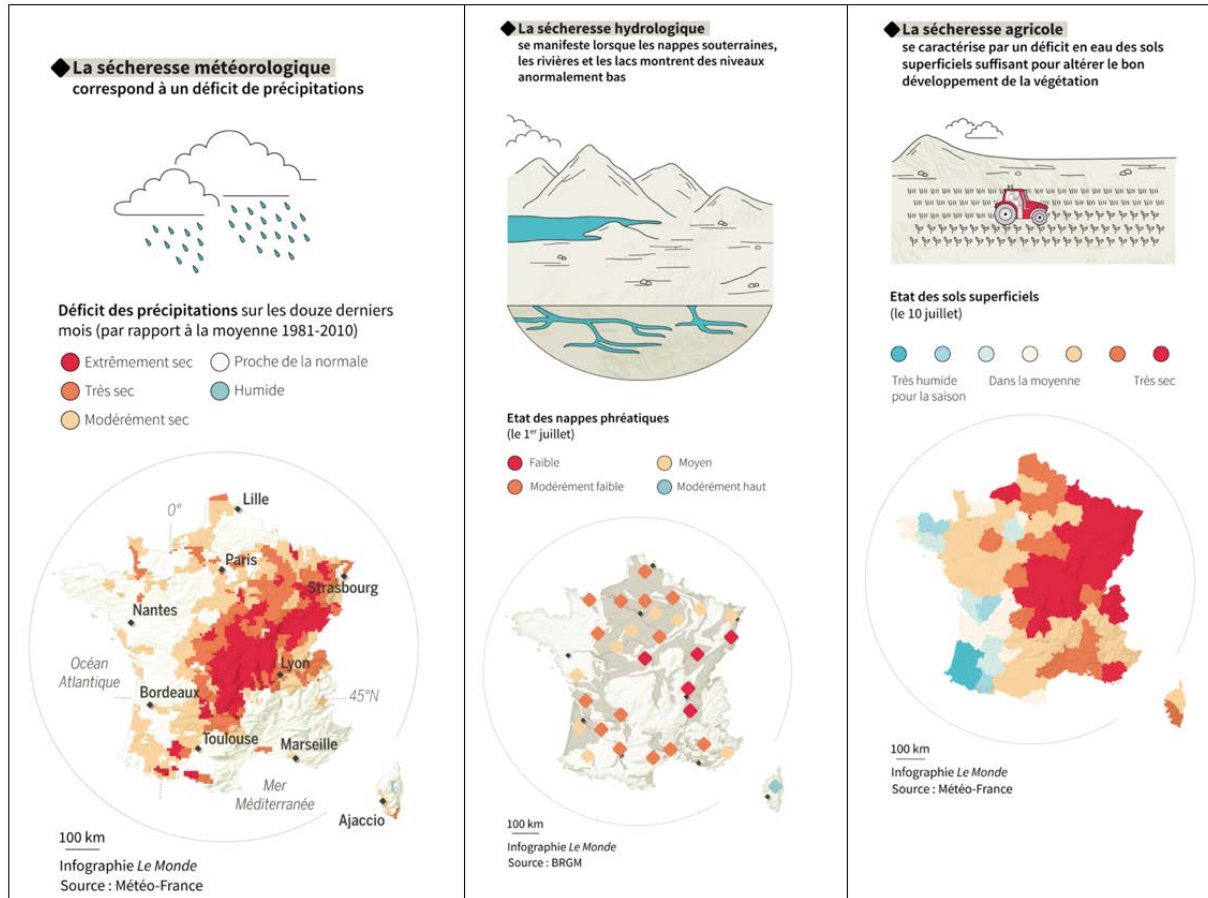 La sécheresse météorologique
correspond à un déficit de précipitations
Déficit des précipitations sur les douze derniers
mois (par rapport à la moyenne 1981-2010)
Extrêmement sec
Proche de la normale
Très sec
Humide
Modérément sec
Lille
0°
Paris
Strasbourg
Nantes
Océan
Atlantique
Lyon
Bordeaux
45°N
Toulouse
Marseille
Mer
Méditerranée
Ajaccio
100 km
Infographie Le Monde
Source : Météo-France
La sécheresse hydrologique
se manifeste lorsque les nappes souterraines,
les rivières et les lacs montrent des niveaux
anormalement bas
Etat des nappes phréatiques
(le 1er juillet)
Faible
Moyen
Modérément faible
Modérément haut
100 km
Infographie Le Monde
Source : BRGM
La sécheresse agricole
se caractérise par un déficit en eau des sols
superficiels suffisant pour altérer le bon
développement de la végétation
Etat des sols superficiels
(le 10 juillet)
Très humide
pour la saison
Dans la moyenne
Très sec
100 km
Infographie Le Monde
Source : Météo-France